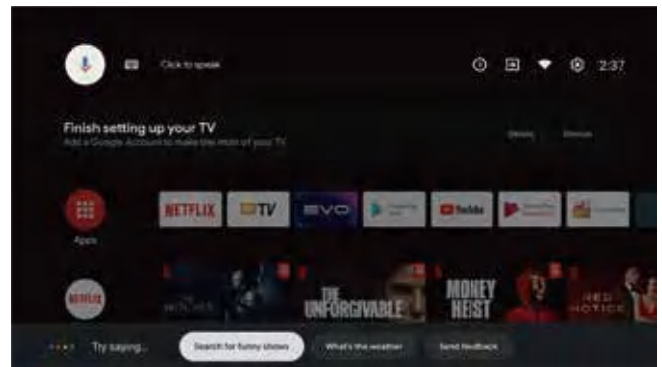 Click to speak
2:37
Finish setting up your TV
Add a Google Account to make the most of your TV
NETFLIX
TV
EVO
YouTube
Apps
NETFLIX
THE UNFORGIVABLE
MONEY HEIST
RED NOTICE
Try saying...
Search for funny shows
What's the weather
Send feedback